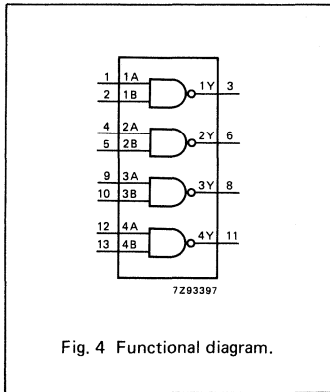 1 1A 1Y 3
2 1B
4 2A 2Y 6
5 2B
9 3A 3Y 8
10 3B
12 4A 4Y 11
13 4B
7Z93397
Fig. 4 Functional diagram.